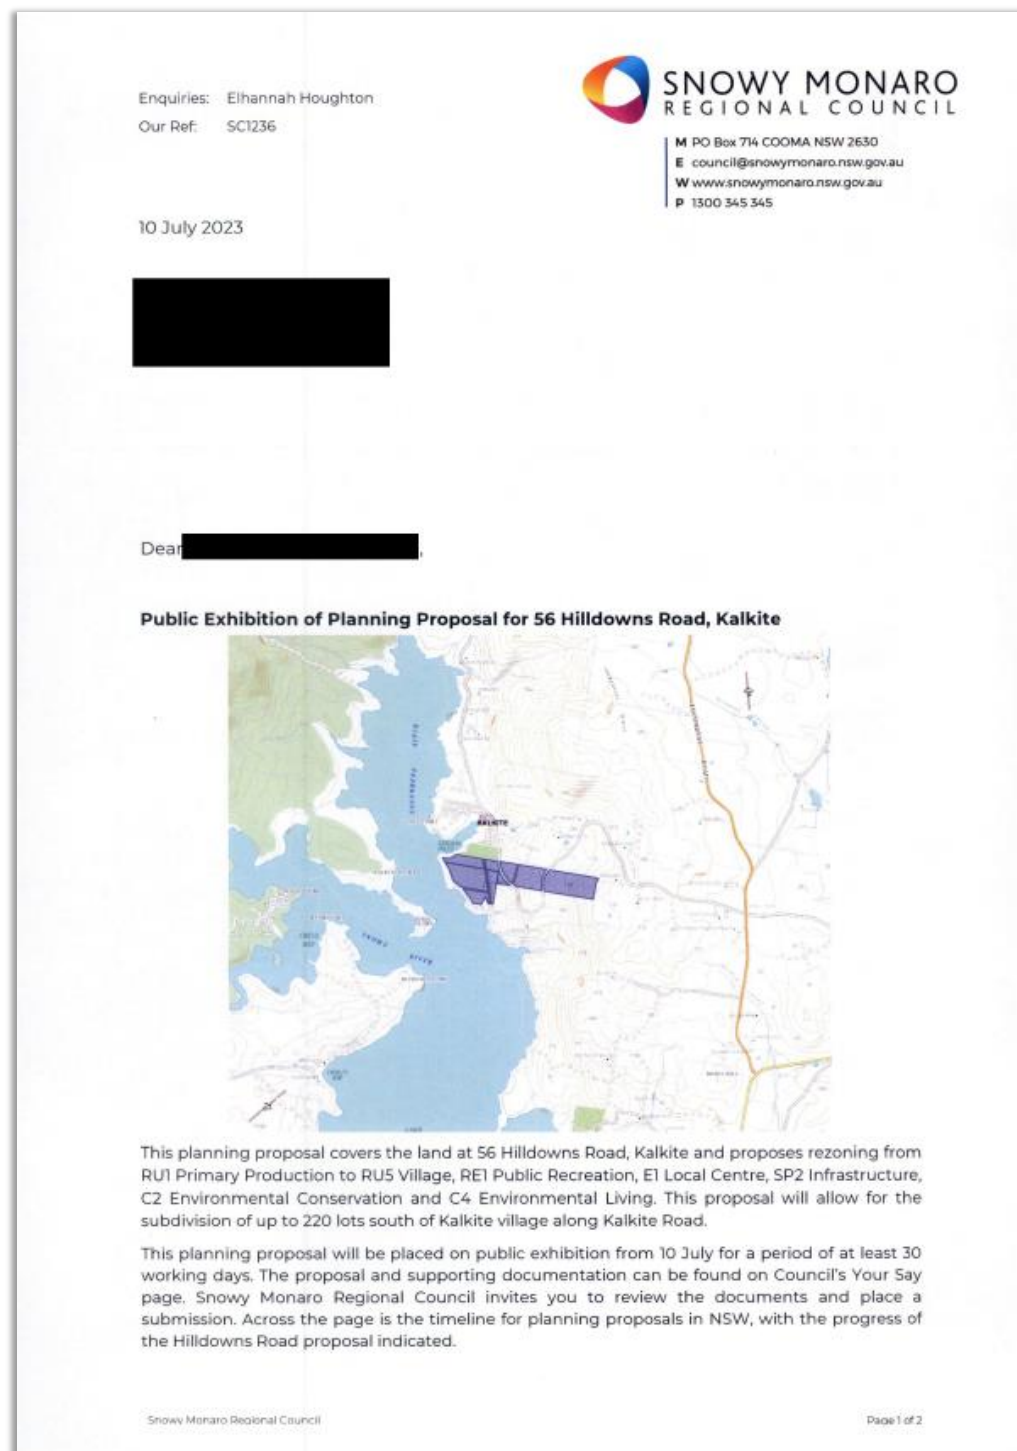 Enquiries: Elhannah Houghton
Our Ref: SC1236
SNOWY MONARO
REGIONAL COUNCIL
M PO Box 714 COOMA NSW 2630
E council@snowymonaro.nsw.gov.au
W www.snowymonaro.nsw.gov.au
P 1300 345 345
10 July 2023
Dear ,
Public Exhibition of Planning Proposal for 56 Hilldowns Road, Kalkite
KALKITE
SNOWY
RIVER
This planning proposal covers the land at 56 Hilldowns Road, Kalkite and proposes rezoning from
RU1 Primary Production to RU5 Village, RE1 Public Recreation, E1 Local Centre, SP2 Infrastructure,
C2 Environmental Conservation and C4 Environmental Living. This proposal will allow for the
subdivision of up to 220 lots south of Kalkite village along Kalkite Road.
This planning proposal will be placed on public exhibition from 10 July for a period of at least 30
working days. The proposal and supporting documentation can be found on Council's Your Say
page. Snowy Monaro Regional Council invites you to review the documents and place a
submission. Across the page is the timeline for planning proposals in NSW, with the progress of
the Hilldowns Road proposal indicated.
Snowy Monaro Regional Council
Page 1 of 2